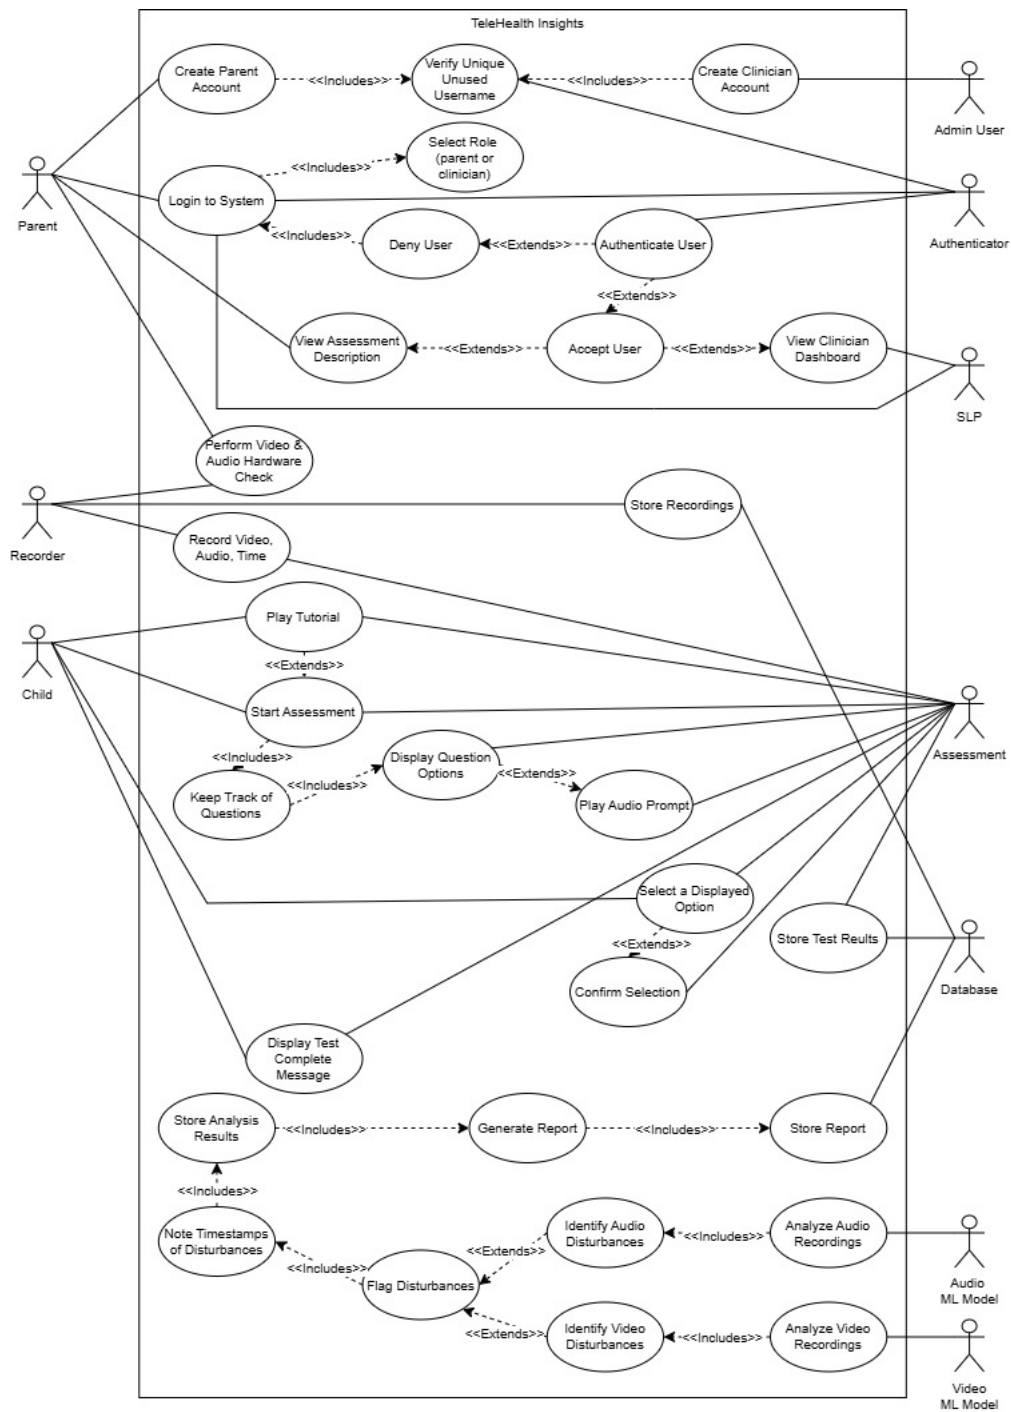 TeleHealth Insights
Create Parent
Account
<<Includes>>
Verify Unique
Unused
Username
<<Includes>>
Create Clinician
Account
Admin User
Select Role
(parent or
clinician)
<<Includes>>
Parent
Login to System
Authenticator
<<Includes>>
Deny User
<<Extends>>
Authenticate User
<<Extends>>
View Assessment
Description
<<Extends>>
Accept User
<<Extends>>
View Clinician
Dashboard
SLP
Perform Video &
Audio Hardware
Check
Recorder
Store Recordings
Record Video,
Audio, Time
Play Tutorial
<<Extends>>
Child
Start Assessment
Assessment
<<Includes>>
Display Question
Options
<<Includes>>
<<Extends>>
Keep Track of
Questions
Play Audio Prompt
Select a Displayed
Option
<<Extends>>
Store Test Reults
Confirm Selection
Database
Display Test
Complete
Message
Store Analysis
Results
<<Includes>>
Generate Report
<<Includes>>
Store Report
<<Includes>>
Note Timestamps
of Disturbances
<<Includes>>
Flag Disturbances
<<Extends>>
Identify Audio
Disturbances
<<Includes>>
Analyze Audio
Recordings
Audio
ML Model
<<Extends>>
Identify Video
Disturbances
<<Includes>>
Analyze Video
Recordings
Video
ML Model